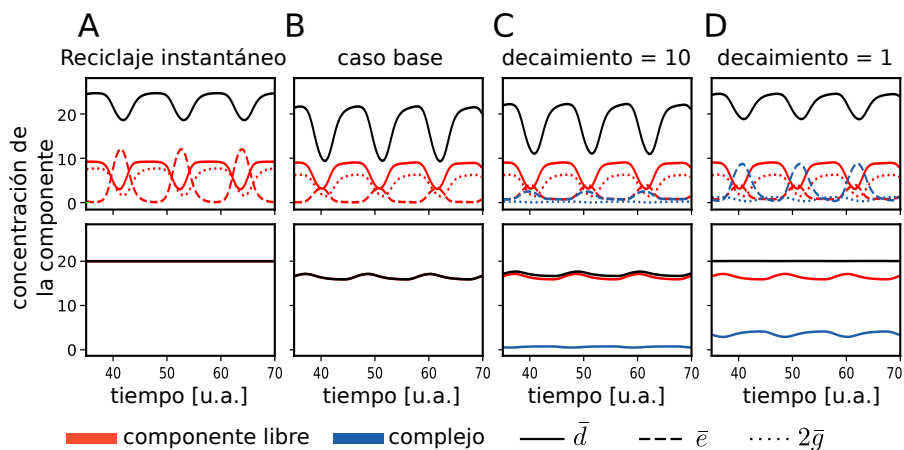 A B C D
Reciclaje instantáneo caso base decaimiento = 10 decaimiento = 1
concentración de
la componente
20
10
0
20
10
0
40 50 60 70 40 50 60 70 40 50 60 70 40 50 60 70
tiempo [u.a.] tiempo [u.a.] tiempo [u.a.] tiempo [u.a.]
componente libre complejo d̄ ē 2ḡ